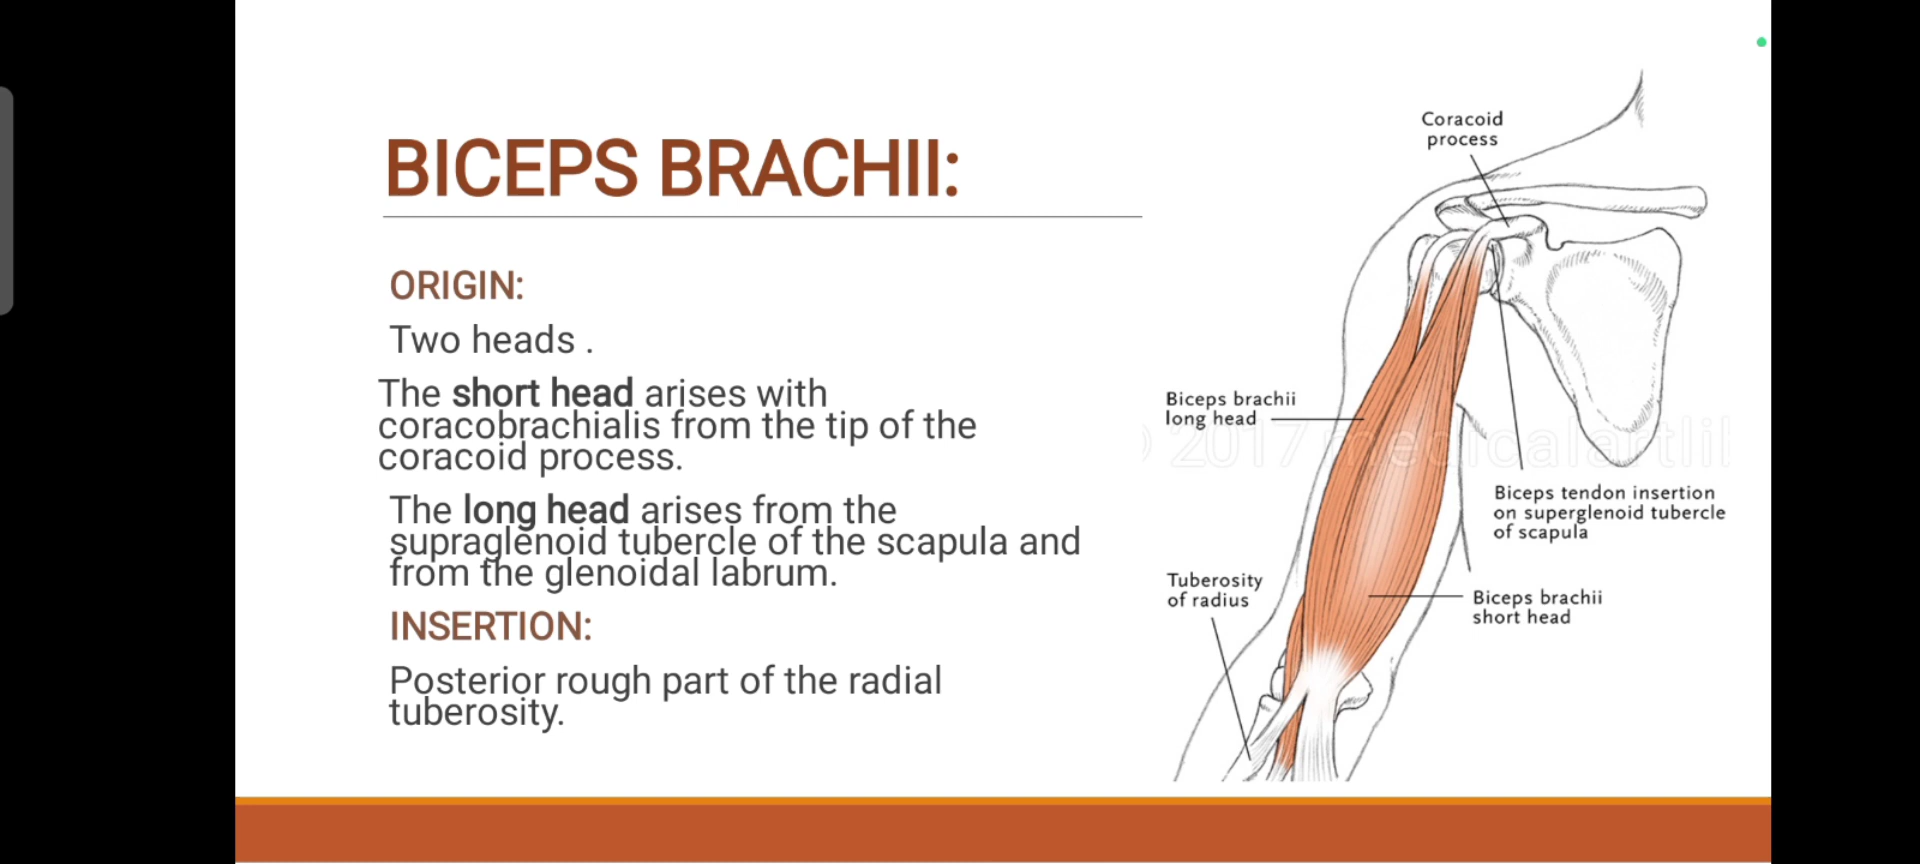 BICEPS BRACHII:
ORIGIN:
Two heads .
The short head arises with
coracobrachialis from the tip of the
coracoid process.
The long head arises from the
supraglenoid tubercle of the scapula and
from the glenoidal labrum.
INSERTION:
Posterior rough part of the radial
tuberosity.
Coracoid
process
Biceps brachii
long head
© 2017 medicalartli
Biceps tendon insertion
on superglenoid tubercle
of scapula
Tuberosity
of radius
Biceps brachii
short head